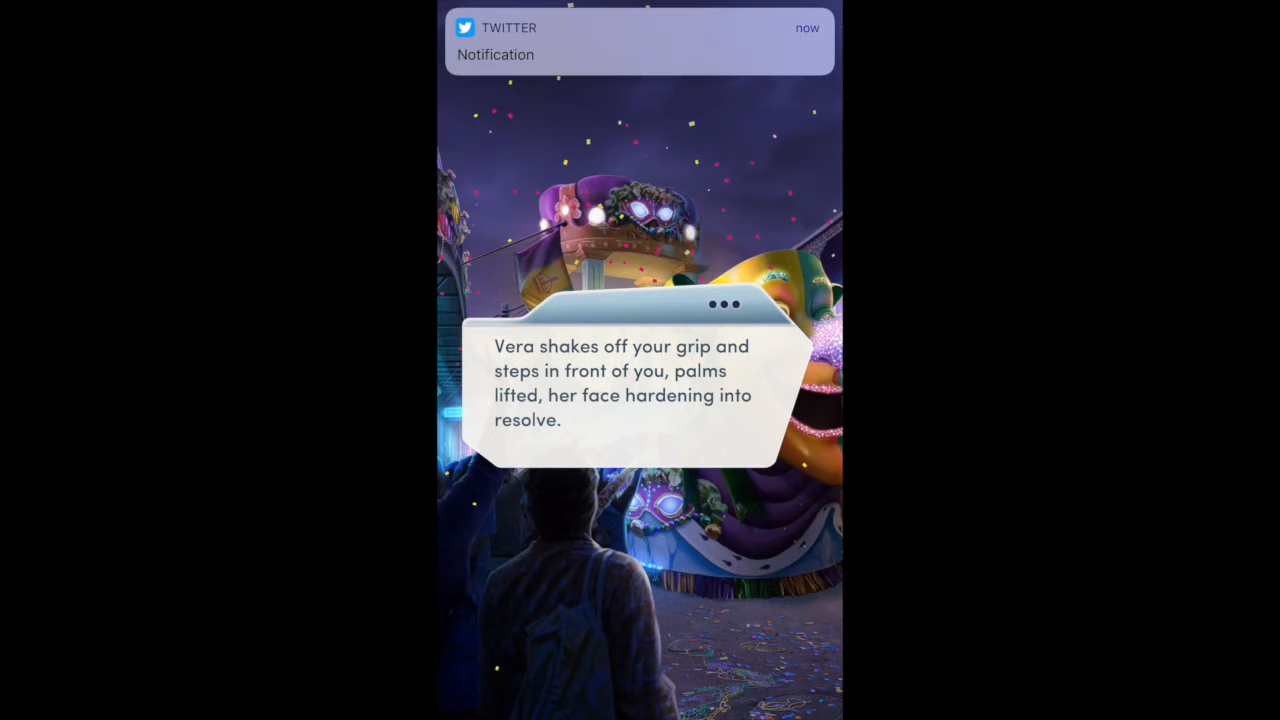 TWITTER
now
Notification
Vera shakes off your grip and
steps in front of you, palms
lifted, her face hardening into
resolve.